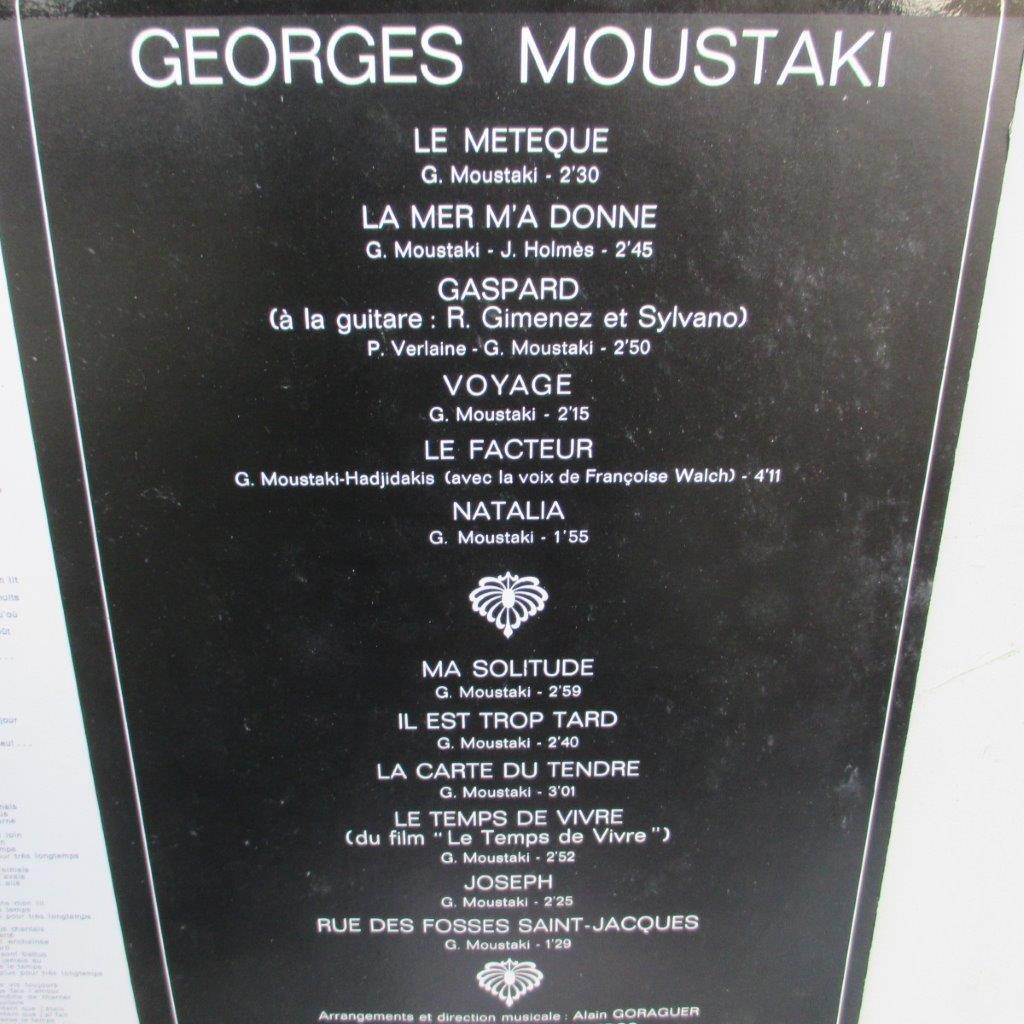 GEORGES MOUSTAKI
LE METEQUE
G. Moustaki - 2'30
LA MER M'A DONNE
G. Moustaki - J. Holmès - 2'45
GASPARD
(à la guitare : R. Gimenez et Sylvano)
P. Verlaine - G. Moustaki - 2'50
VOYAGE
G. Moustaki - 2'15
LE FACTEUR
G. Moustaki-Hadjidakis (avec la voix de Françoise Walch) - 4'11
NATALIA
G. Moustaki - 1'55
MA SOLITUDE
G. Moustaki - 2'59
IL EST TROP TARD
G. Moustaki - 2'40
LA CARTE DU TENDRE
G. Moustaki - 3'01
LE TEMPS DE VIVRE
(du film "Le Temps de Vivre")
G. Moustaki - 2'52
JOSEPH
G. Moustaki - 2'25
RUE DES FOSSES SAINT-JACQUES
G. Moustaki - 1'29
Arrangements et direction musicale : Alain GORAGUER